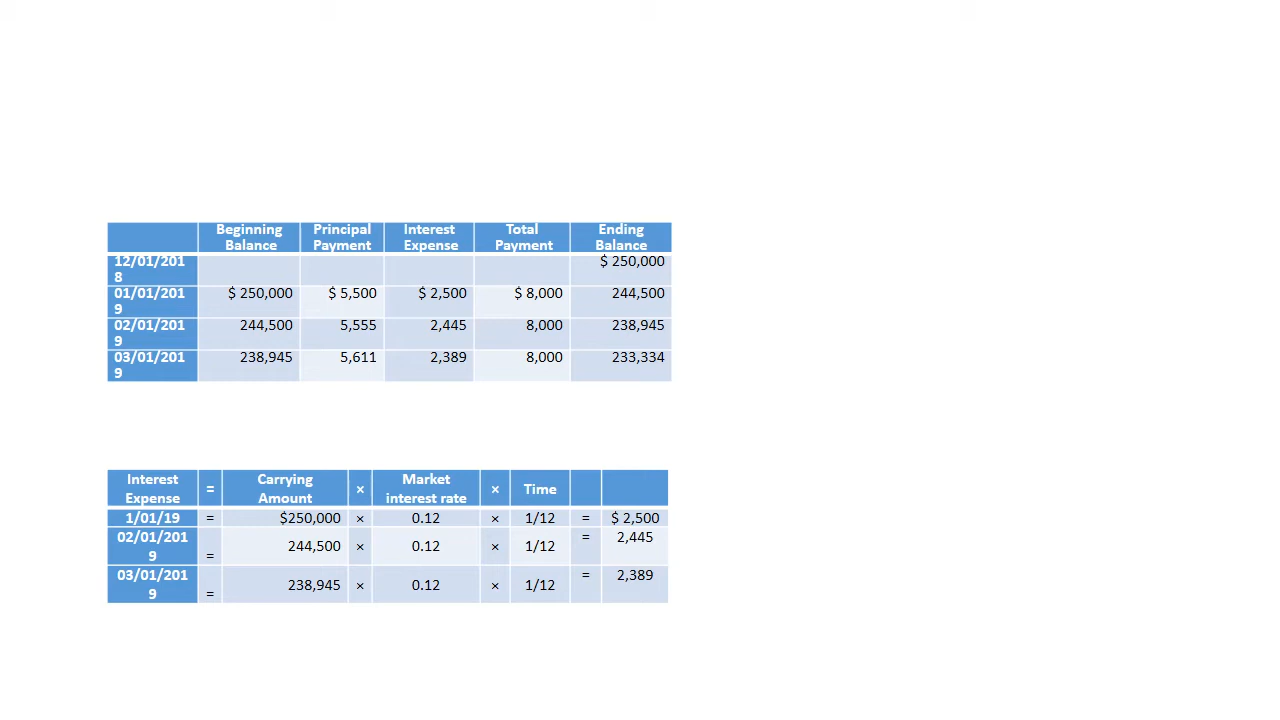 Beginning Balance Principal Payment Interest Expense Total Payment Ending Balance
12/01/2018 $ 250,000
01/01/2019 $ 250,000 $ 5,500 $ 2,500 $ 8,000 244,500
02/01/2019 244,500 5,555 2,445 8,000 238,945
03/01/2019 238,945 5,611 2,389 8,000 233,334
Interest Expense = Carrying Amount × Market interest rate × Time
1/01/19 = $250,000 × 0.12 × 1/12 = $ 2,500
02/01/2019 = 244,500 × 0.12 × 1/12 = 2,445
03/01/2019 = 238,945 × 0.12 × 1/12 = 2,389